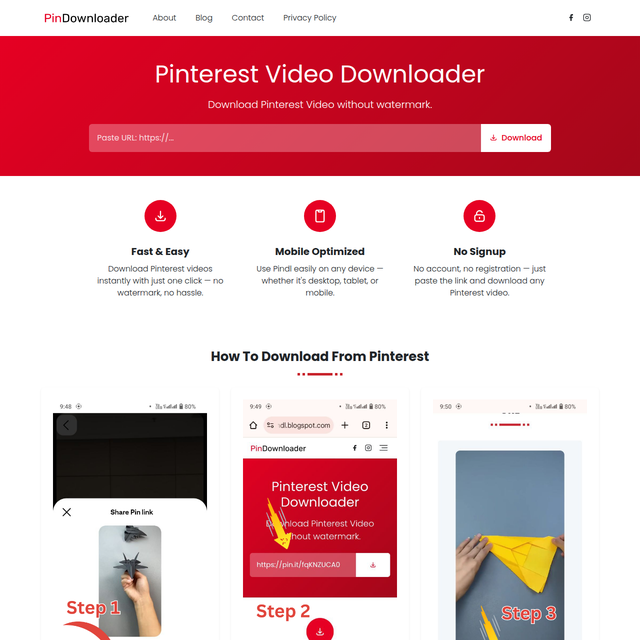 PinDownloader
About
Blog
Contact
Privacy Policy
Pinterest Video Downloader
Download Pinterest Video without watermark.
Paste URL: https://...
Download
Fast & Easy
Download Pinterest videos
instantly with just one click — no
watermark, no hassle.
Mobile Optimized
Use Pindl easily on any device —
whether it's desktop, tablet, or
mobile.
No Signup
No account, no registration — just
paste the link and download any
Pinterest video.
How To Download From Pinterest
9:48
80%
Share Pin link
Step 1
9:49
80%
dl.blogspot.com
2
PinDownloader
Pinterest Video
Downloader
Pinterest Video
watermark.
https://pin.it/fqKNZUCA0
Step 2
9:50
80%
Step 3